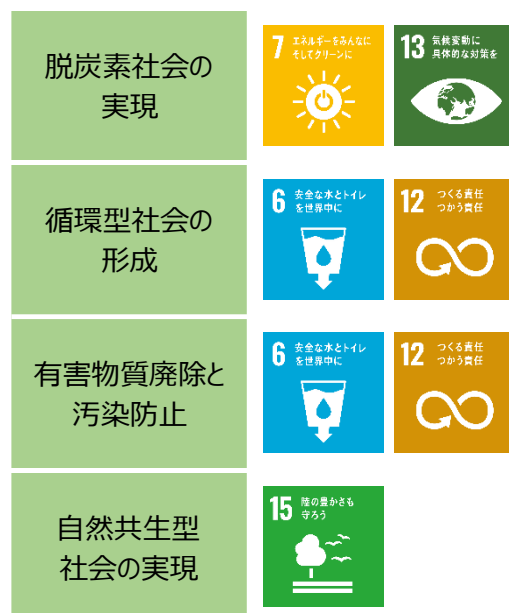 脱炭素社会の
実現
7 エネルギーをみんなに
そしてクリーンに
13 気候変動に
具体的な対策を
循環型社会の
形成
6 安全な水とトイレ
を世界中に
12 つくる責任
つかう責任
有害物質廃除と
汚染防止
6 安全な水とトイレ
を世界中に
12 つくる責任
つかう責任
自然共生型
社会の実現
15 陸の豊かさも
守ろう